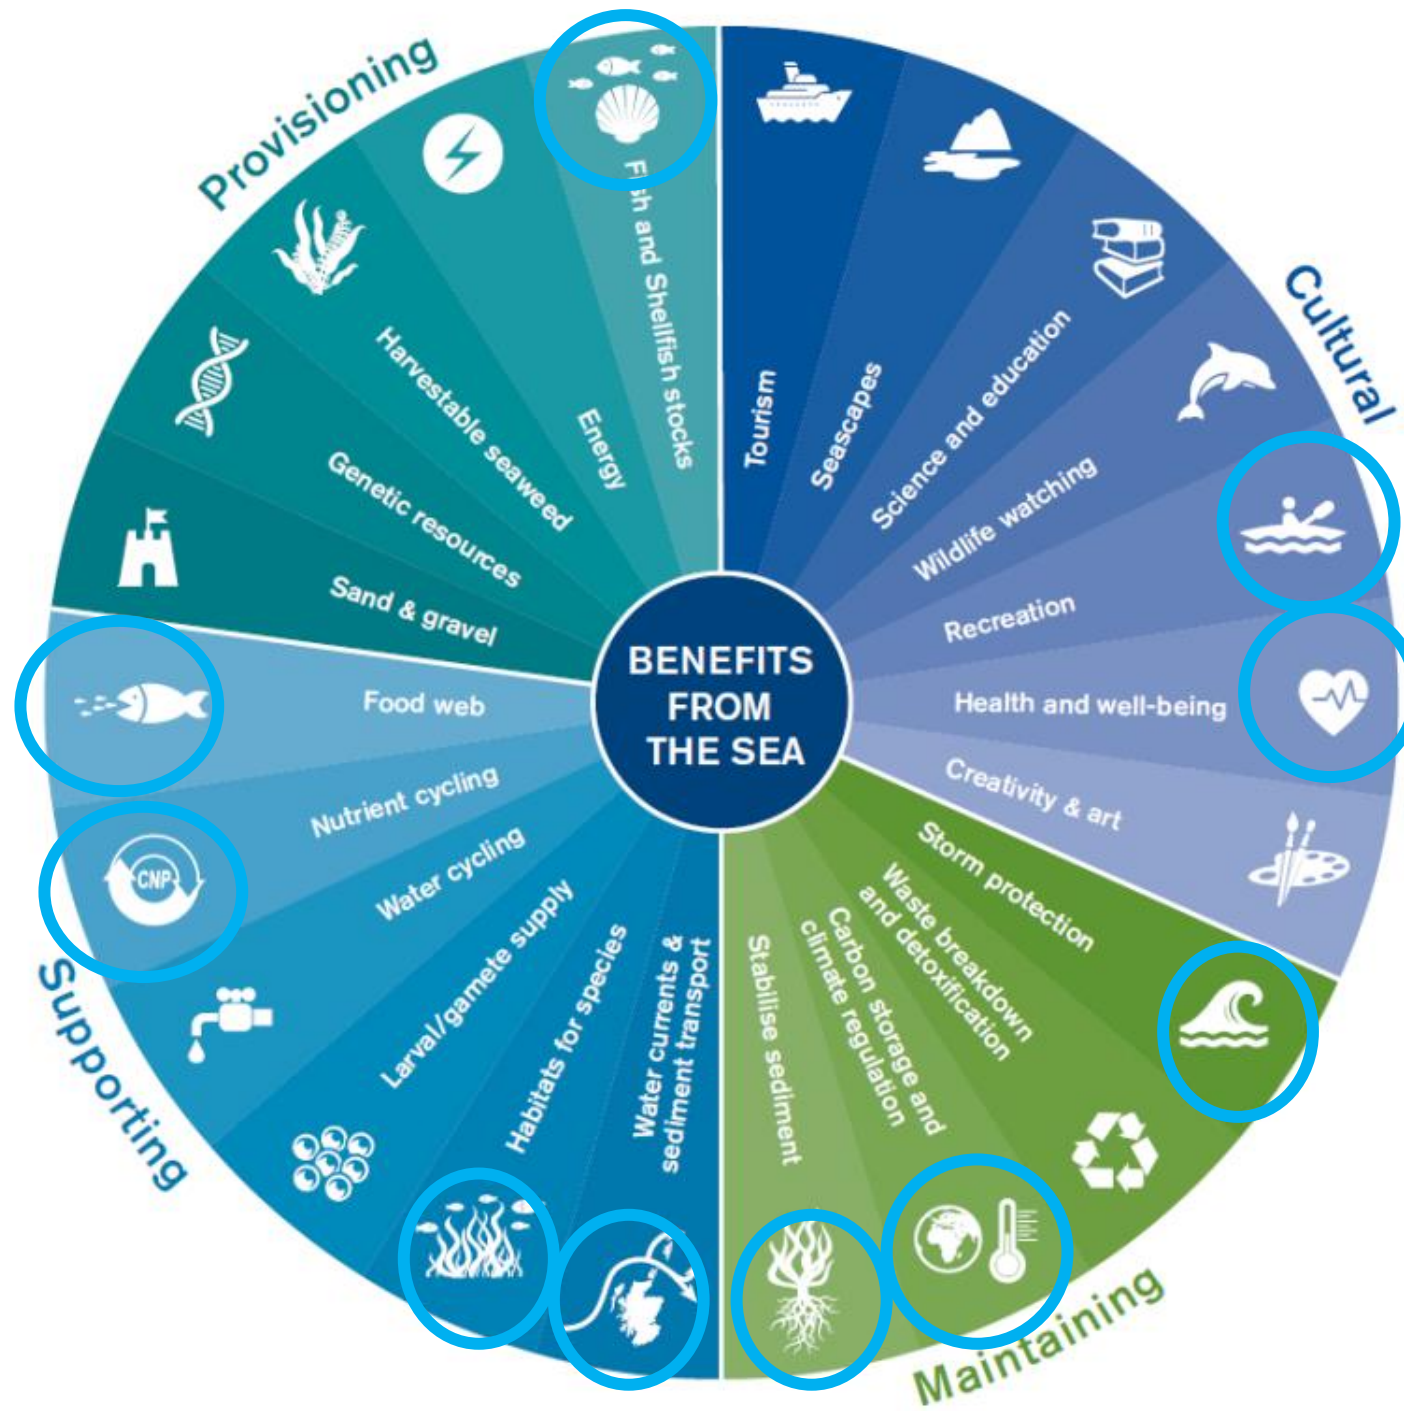 Provisioning
Cultural
Supporting
Maintaining
BENEFITS
FROM
THE SEA
Tourism
Seascapes
Science and education
Wildlife watching
Recreation
Health and well-being
Creativity & art
Storm protection
Waste breakdown
and detoxification
Carbon storage and
climate regulation
Stabilise sediment
Water currents &
sediment transport
Habitats for species
Larval/gamete supply
Water cycling
Nutrient cycling
CNP
Food web
Sand & gravel
Genetic resources
Harvestable seaweed
Energy
Fish and Shellfish stocks